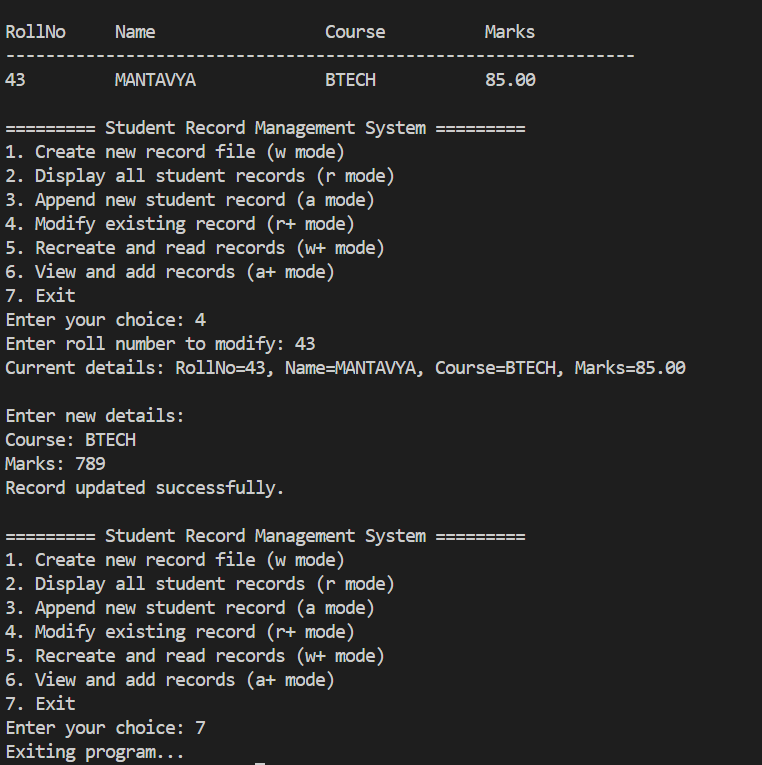 RollNo Name Course Marks
---------------------------------------------------------------
43 MANTAVYA BTECH 85.00
========= Student Record Management System =========
1. Create new record file (w mode)
2. Display all student records (r mode)
3. Append new student record (a mode)
4. Modify existing record (r+ mode)
5. Recreate and read records (w+ mode)
6. View and add records (a+ mode)
7. Exit
Enter your choice: 4
Enter roll number to modify: 43
Current details: RollNo=43, Name=MANTAVYA, Course=BTECH, Marks=85.00
Enter new details:
Course: BTECH
Marks: 789
Record updated successfully.
========= Student Record Management System =========
1. Create new record file (w mode)
2. Display all student records (r mode)
3. Append new student record (a mode)
4. Modify existing record (r+ mode)
5. Recreate and read records (w+ mode)
6. View and add records (a+ mode)
7. Exit
Enter your choice: 7
Exiting program...